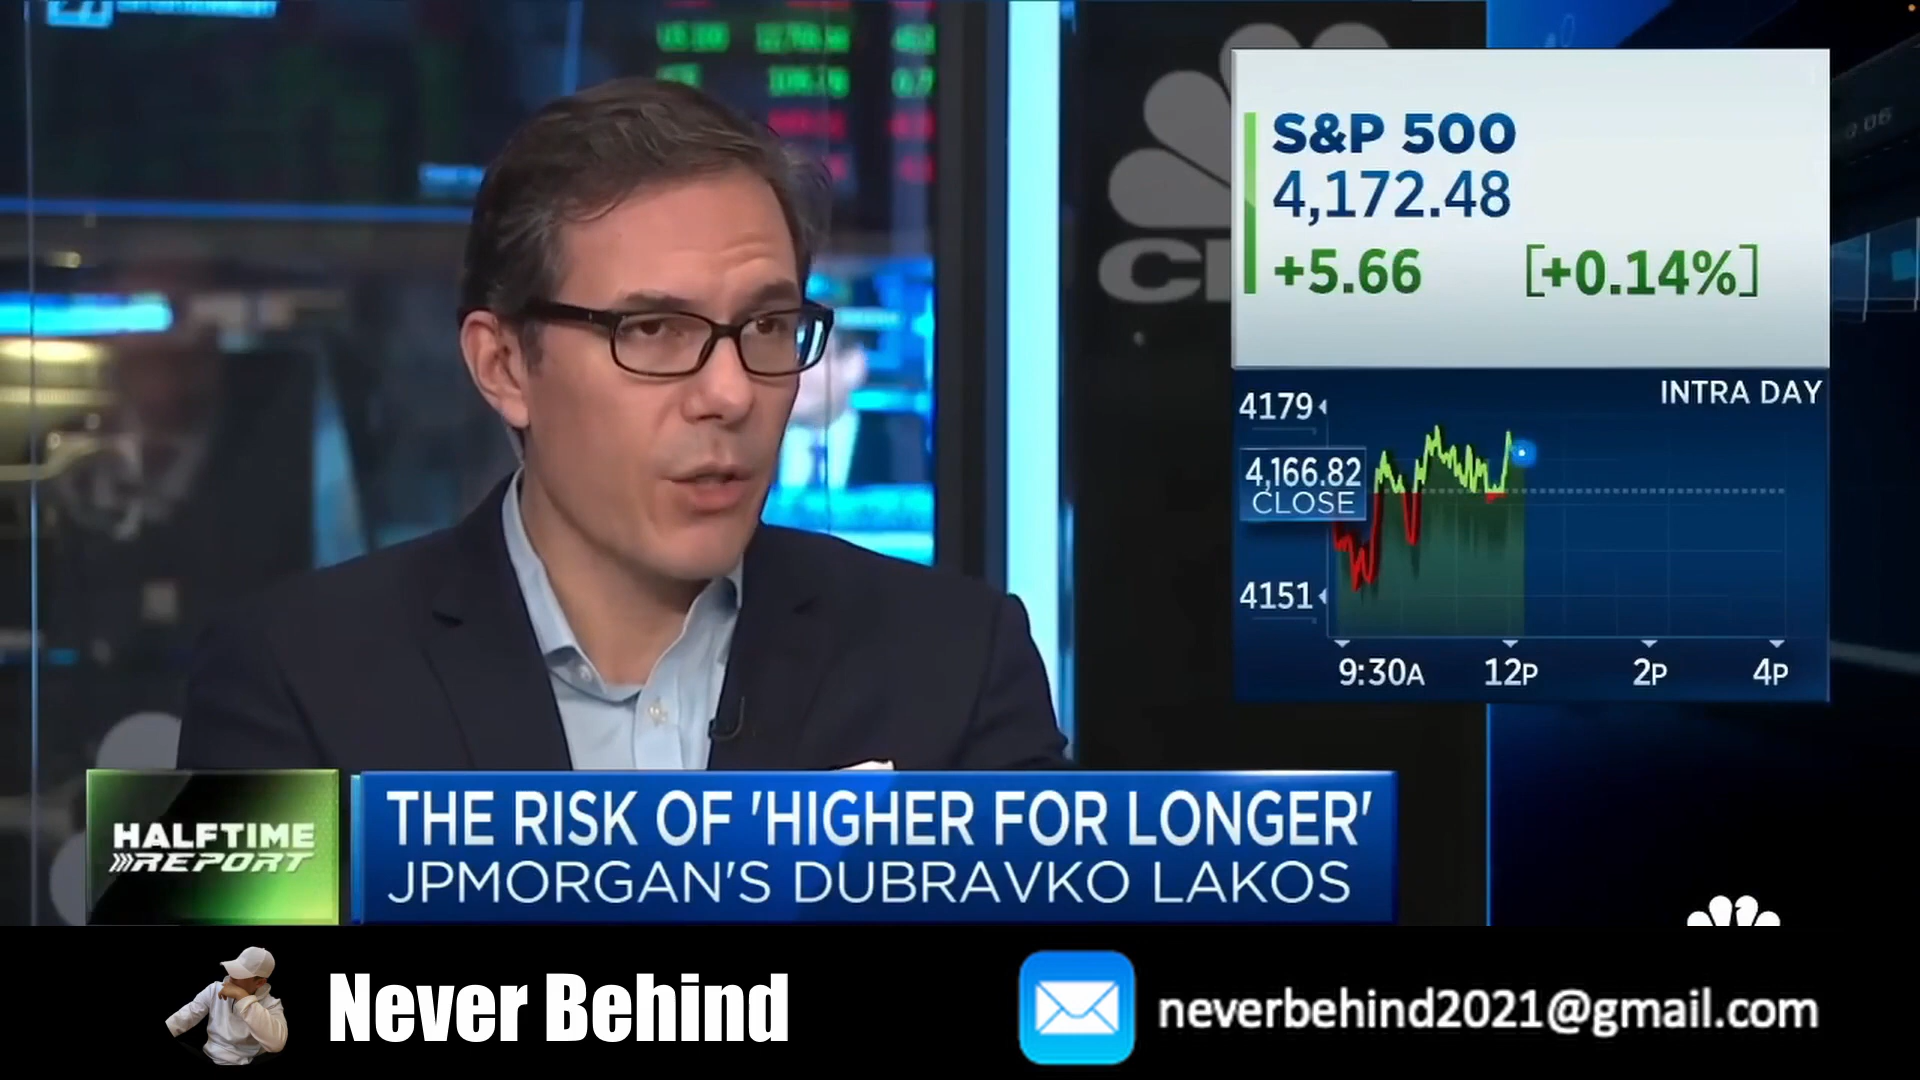 S&P 500
4,172.48
+5.66 [+0.14%]
INTRA DAY
4179
4,166.82
CLOSE
4151
9:30A 12P 2P 4P
HALFTIME
REPORT
THE RISK OF 'HIGHER FOR LONGER'
JPMORGAN'S DUBRAVKO LAKOS
Never Behind
neverbehind2021@gmail.com